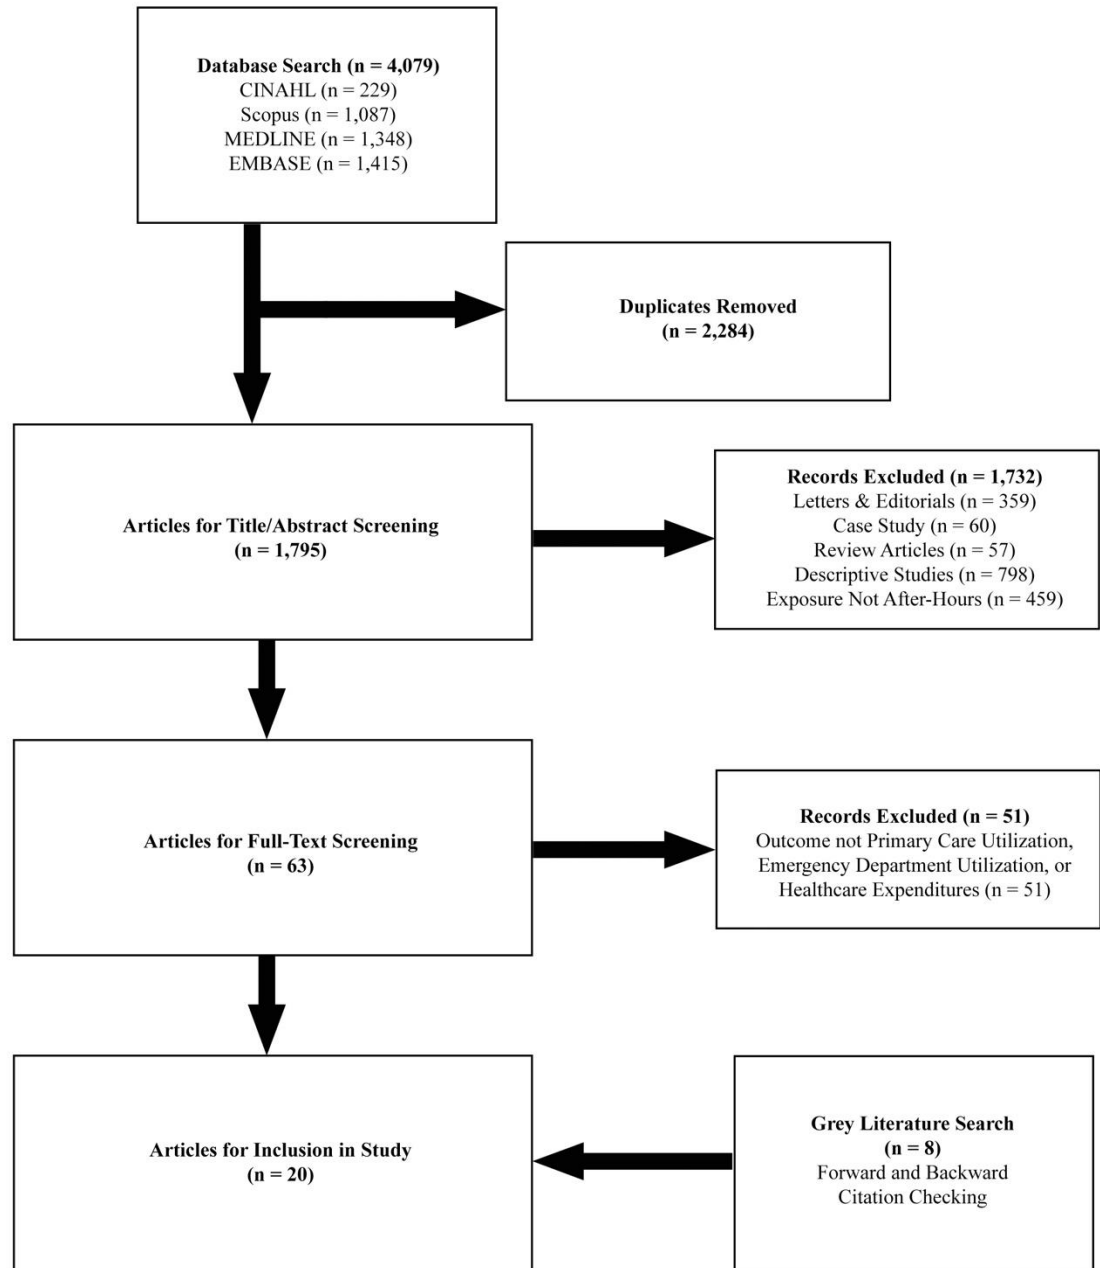 Database Search (n = 4,079)
CINAHL (n = 229)
Scopus (n = 1,087)
MEDLINE (n = 1,348)
EMBASE (n = 1,415)
Duplicates Removed
(n = 2,284)
Articles for Title/Abstract Screening
(n = 1,795)
Records Excluded (n = 1,732)
Letters & Editorials (n = 359)
Case Study (n = 60)
Review Articles (n = 57)
Descriptive Studies (n = 798)
Exposure Not After-Hours (n = 459)
Articles for Full-Text Screening
(n = 63)
Records Excluded (n = 51)
Outcome not Primary Care Utilization,
Emergency Department Utilization, or
Healthcare Expenditures (n = 51)
Articles for Inclusion in Study
(n = 20)
Grey Literature Search
(n = 8)
Forward and Backward
Citation Checking